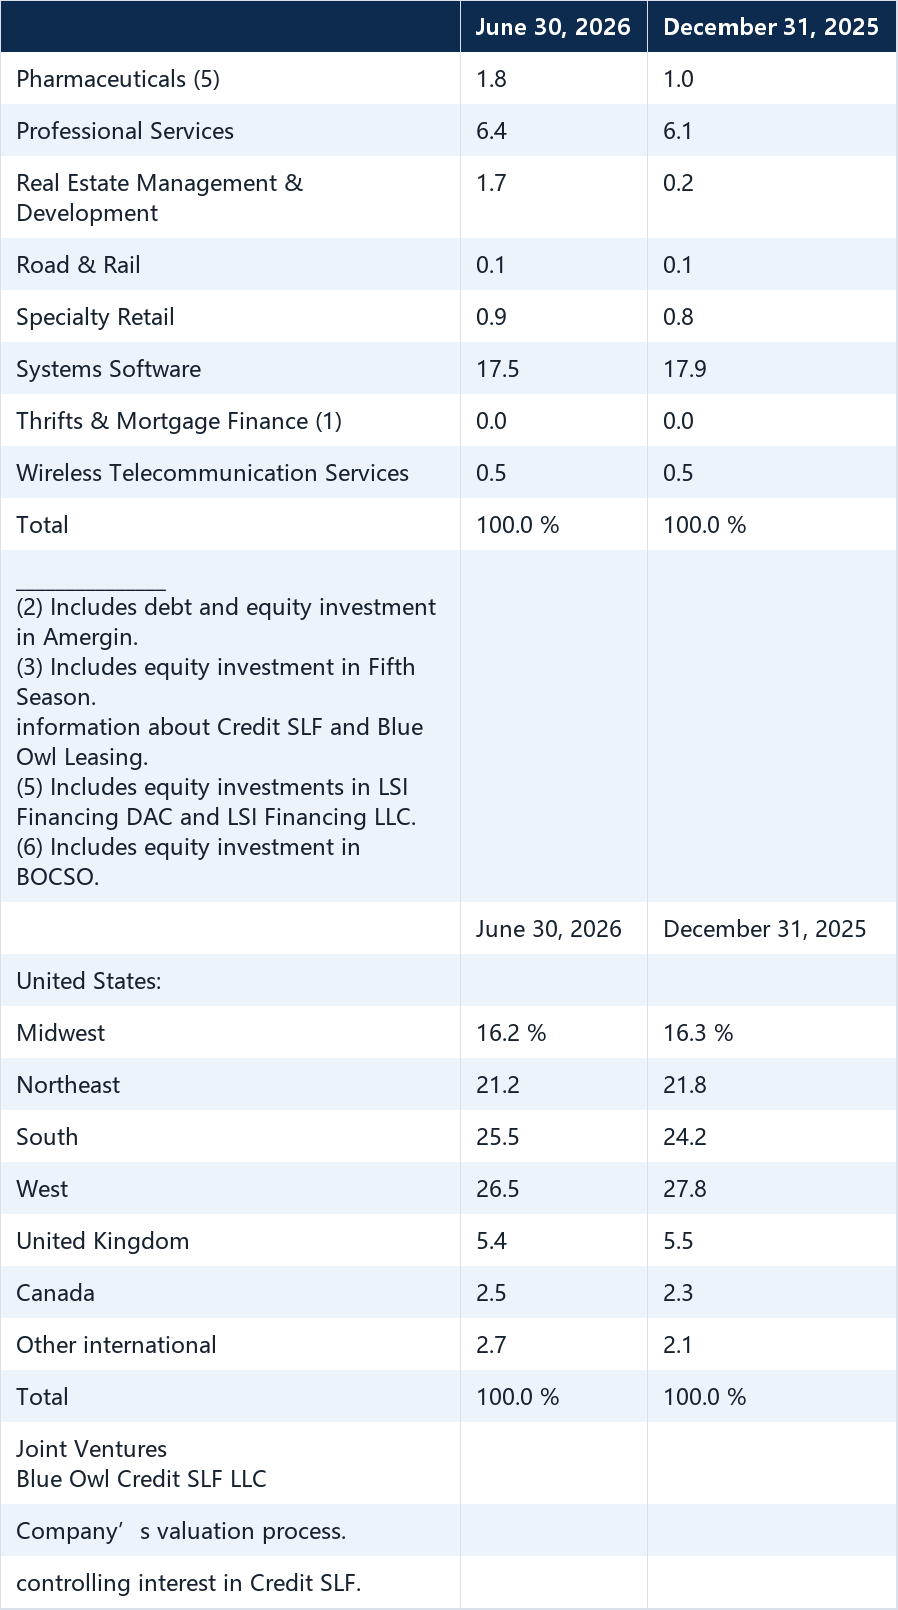 June 30, 2026 December 31, 2025
Pharmaceuticals (5) 1.8 1.0
Professional Services 6.4 6.1
Real Estate Management & 1.7 0.2
Development
Road & Rail 0.1 0.1
Specialty Retail 0.9 0.8
Systems Software 17.5 17.9
Thrifts & Mortgage Finance (1) 0.0 0.0
Wireless Telecommunication Services 0.5 0.5
Total 100.0 % 100.0 %
_______________
(2) Includes debt and equity investment
in Amergin.
(3) Includes equity investment in Fifth
Season.
information about Credit SLF and Blue
Owl Leasing.
(5) Includes equity investments in LSI
Financing DAC and LSI Financing LLC.
(6) Includes equity investment in
BOCSO.
June 30, 2026 December 31, 2025
United States:
Midwest 16.2 % 16.3 %
Northeast 21.2 21.8
South 25.5 24.2
West 26.5 27.8
United Kingdom 5.4 5.5
Canada 2.5 2.3
Other international 2.7 2.1
Total 100.0 % 100.0 %
Joint Ventures
Blue Owl Credit SLF LLC
Company’s valuation process.
controlling interest in Credit SLF.